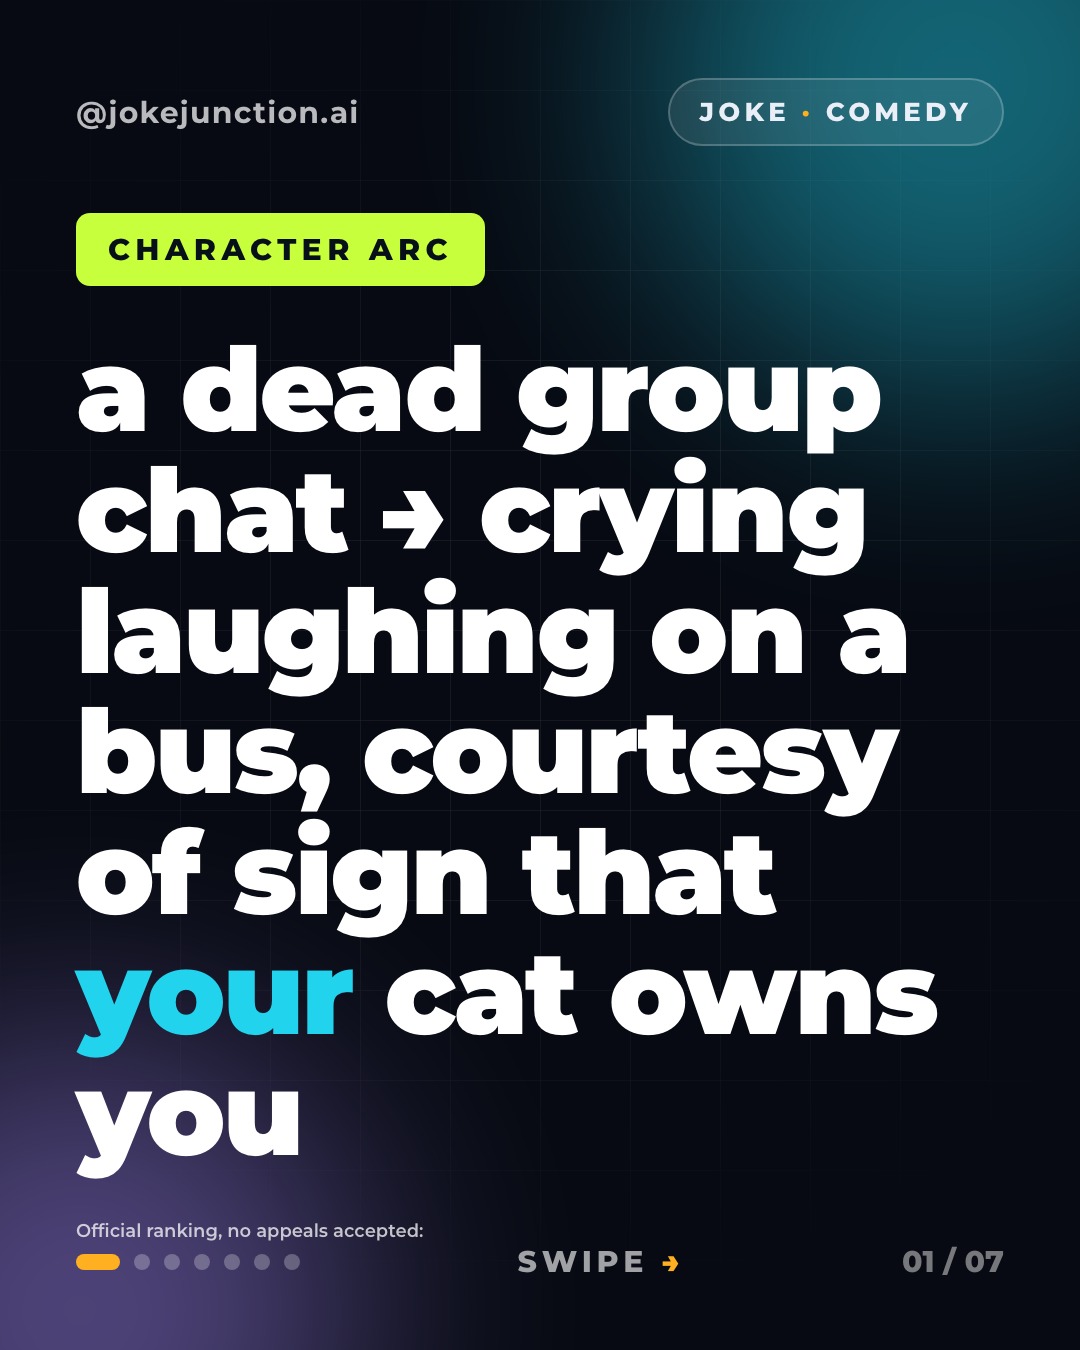 @jokejunction.ai
JOKE · COMEDY
CHARACTER ARC
a dead group
chat → crying
laughing on a
bus, courtesy
of sign that
your cat owns
you
Official ranking, no appeals accepted:
SWIPE →
01 / 07